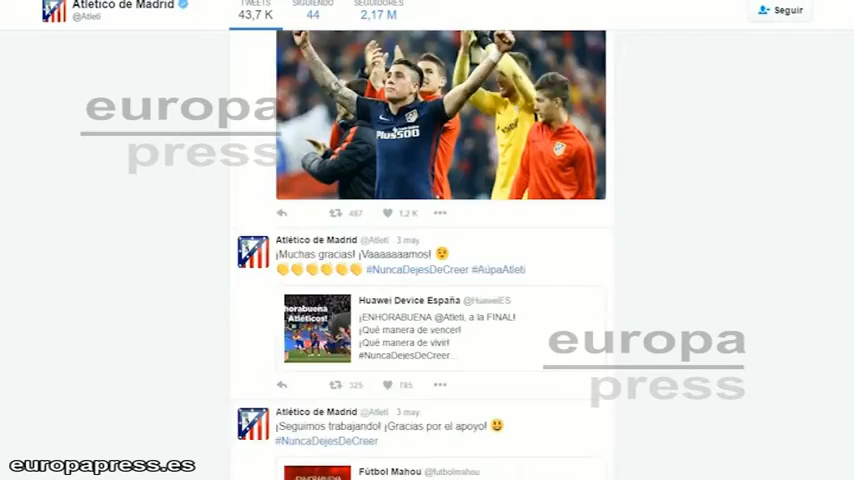 Atlético de Madrid
@Atleti
TWEETS SIGUIENDO SEGUIDORES
43,7 K 44 2,17 M
Seguir
europa
press
Plus500
487 1,2 K
Atlético de Madrid @Atleti 3 may.
¡Muchas gracias! ¡Vaaaaaaamos! 😌
👏👏👏👏👏👏 #NuncaDejesDeCreer #AúpaAtleti
Huawei Device España @HuaweiES
horabuena
Atléticos!
¡ENHORABUENA @Atleti, a la FINAL!
¡Qué manera de vencer!
¡Qué manera de vivir!
#NuncaDejesDeCreer...
europa
press
325 785
Atlético de Madrid @Atleti 3 may.
¡Seguimos trabajando! ¡Gracias por el apoyo! 😃
#NuncaDejesDeCreer
europapress.es
Fútbol Mahou @futbolmahou
ENHORABUENA